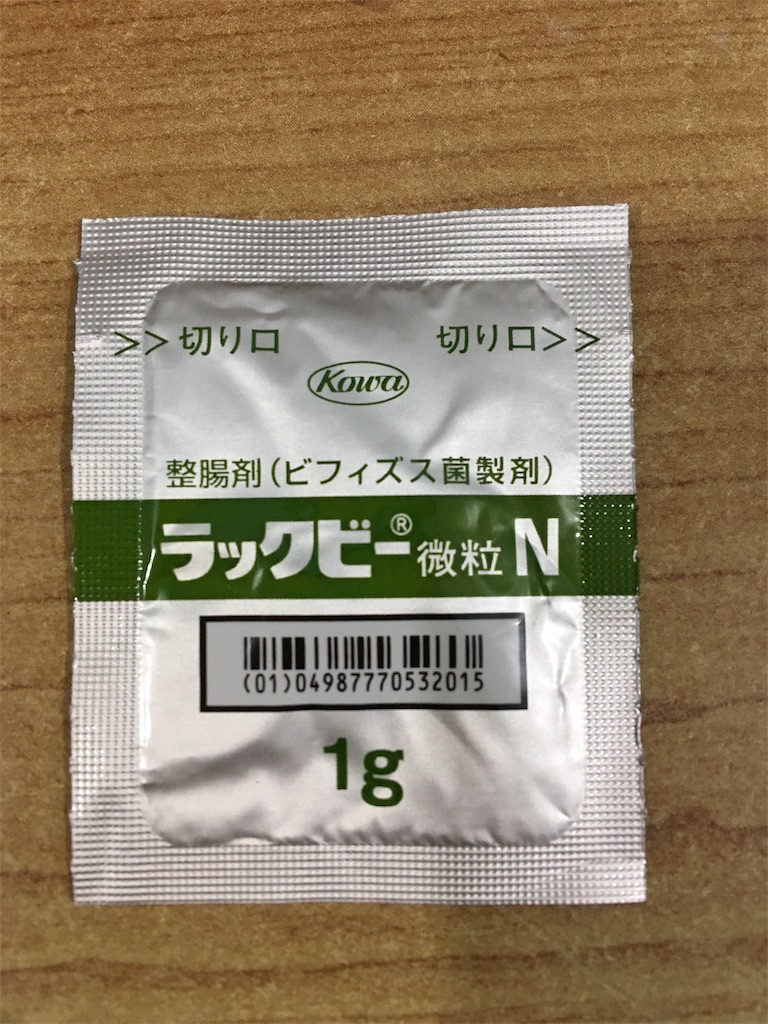 >>切り口 切り口>>
Kowa
整腸剤(ビフィズス菌製剤)
ラックビー®微粒N
(01)04987770532015
1g